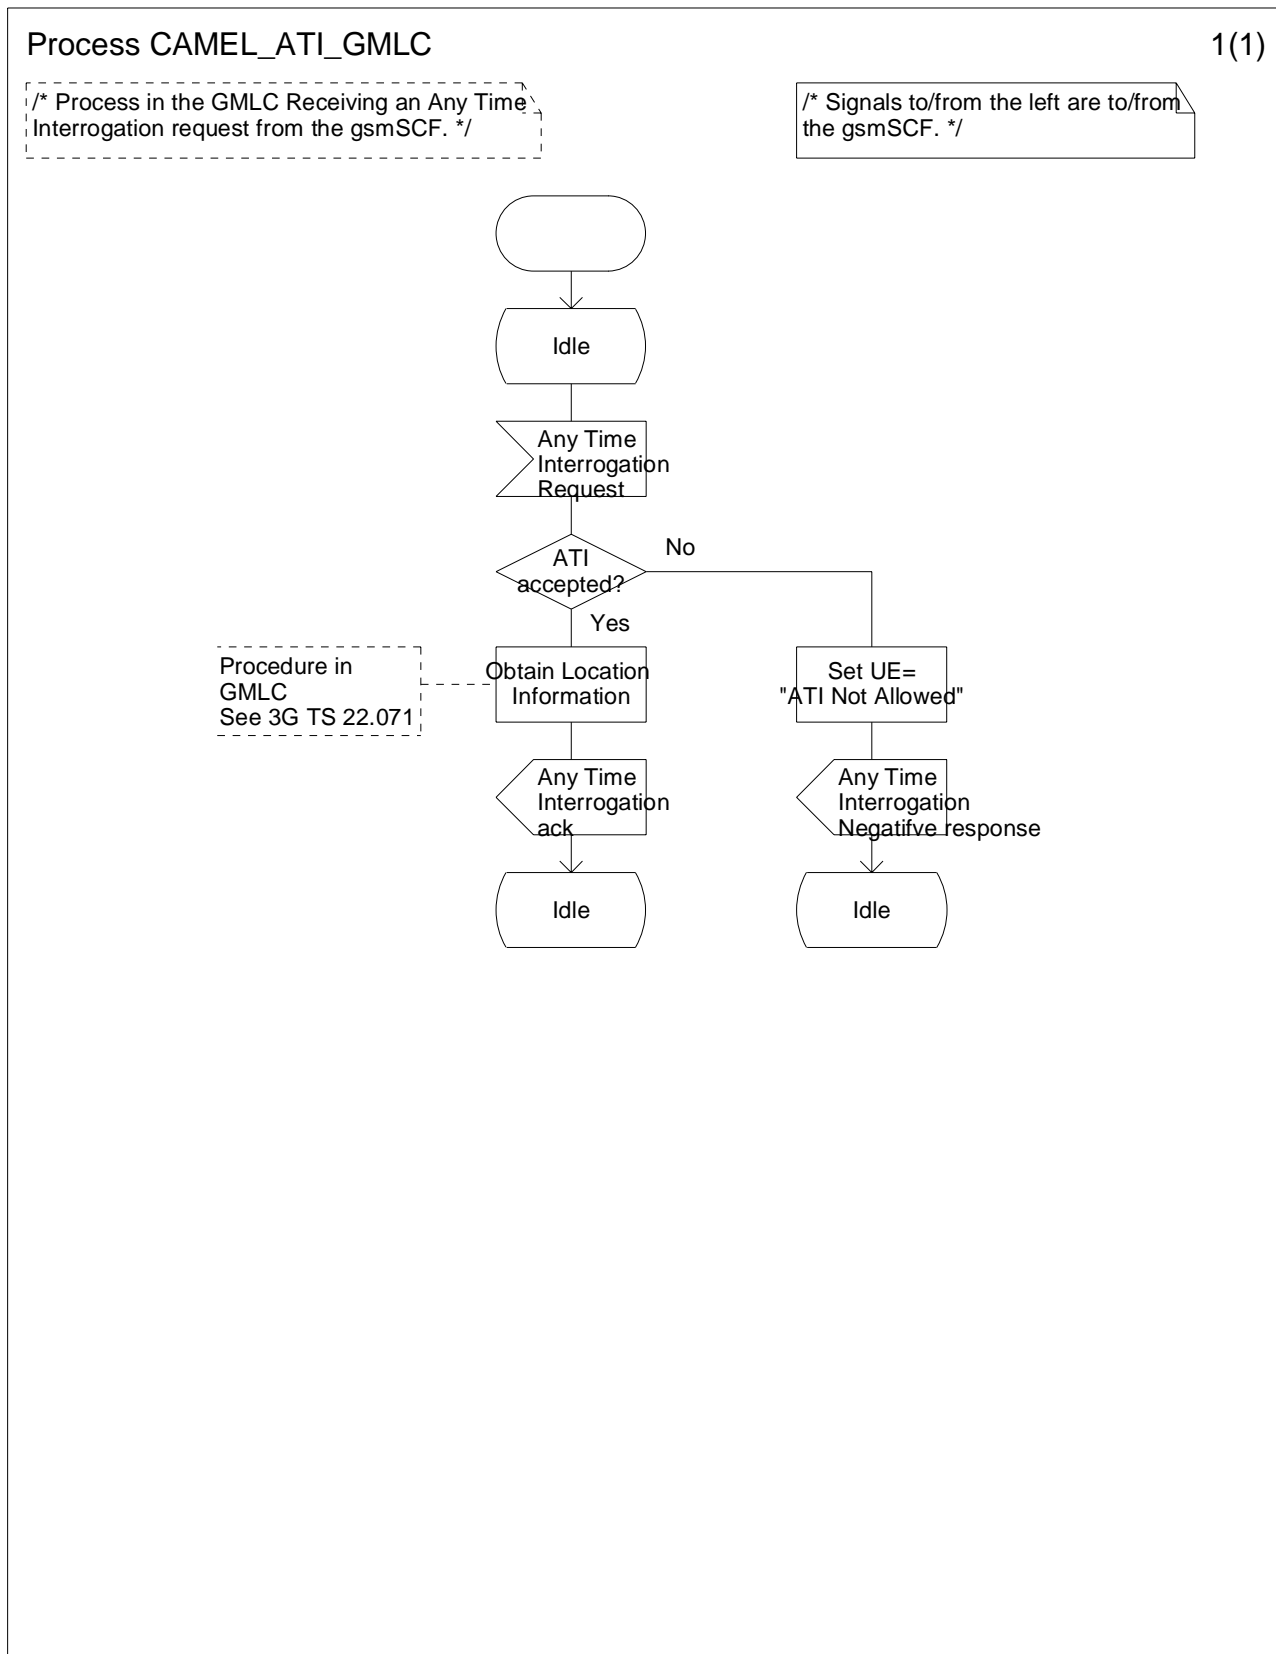 Process CAMEL_ATI_GMLC
1(1)
/* Process in the GMLC Receiving an Any Time
Interrogation request from the gsmSCF. */
/* Signals to/from the left are to/from
the gsmSCF. */
Idle
Any Time
Interrogation
Request
ATI
accepted?
No
Yes
Procedure in
GMLC
See 3G TS 22.071
Obtain Location
Information
Set UE=
"ATI Not Allowed"
Any Time
Interrogation
ack
Any Time
Interrogation
Negatifve response
Idle
Idle